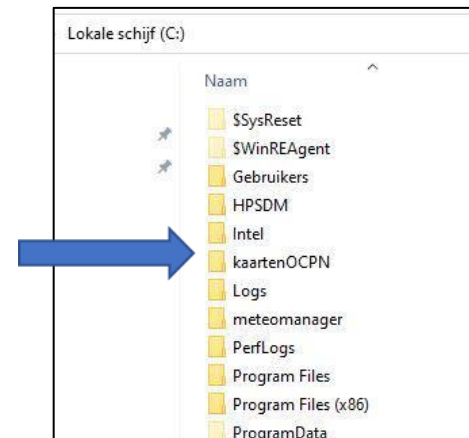 Lokale schijf (C:)
Naam
$SysReset
$WinREAgent
Gebruikers
HPSDM
Intel
kaartenOCPN
Logs
meteomanager
PerfLogs
Program Files
Program Files (x86)
ProgramData